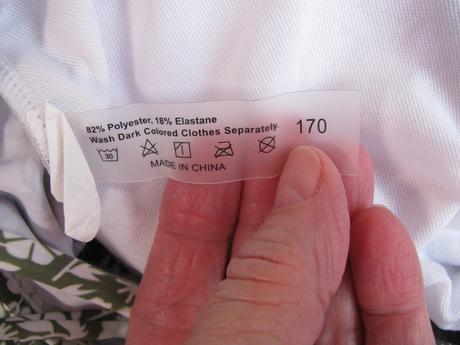 82% Polyester, 18% Elastane
Wash Dark Colored Clothes Separately.
170
30
MADE IN CHINA